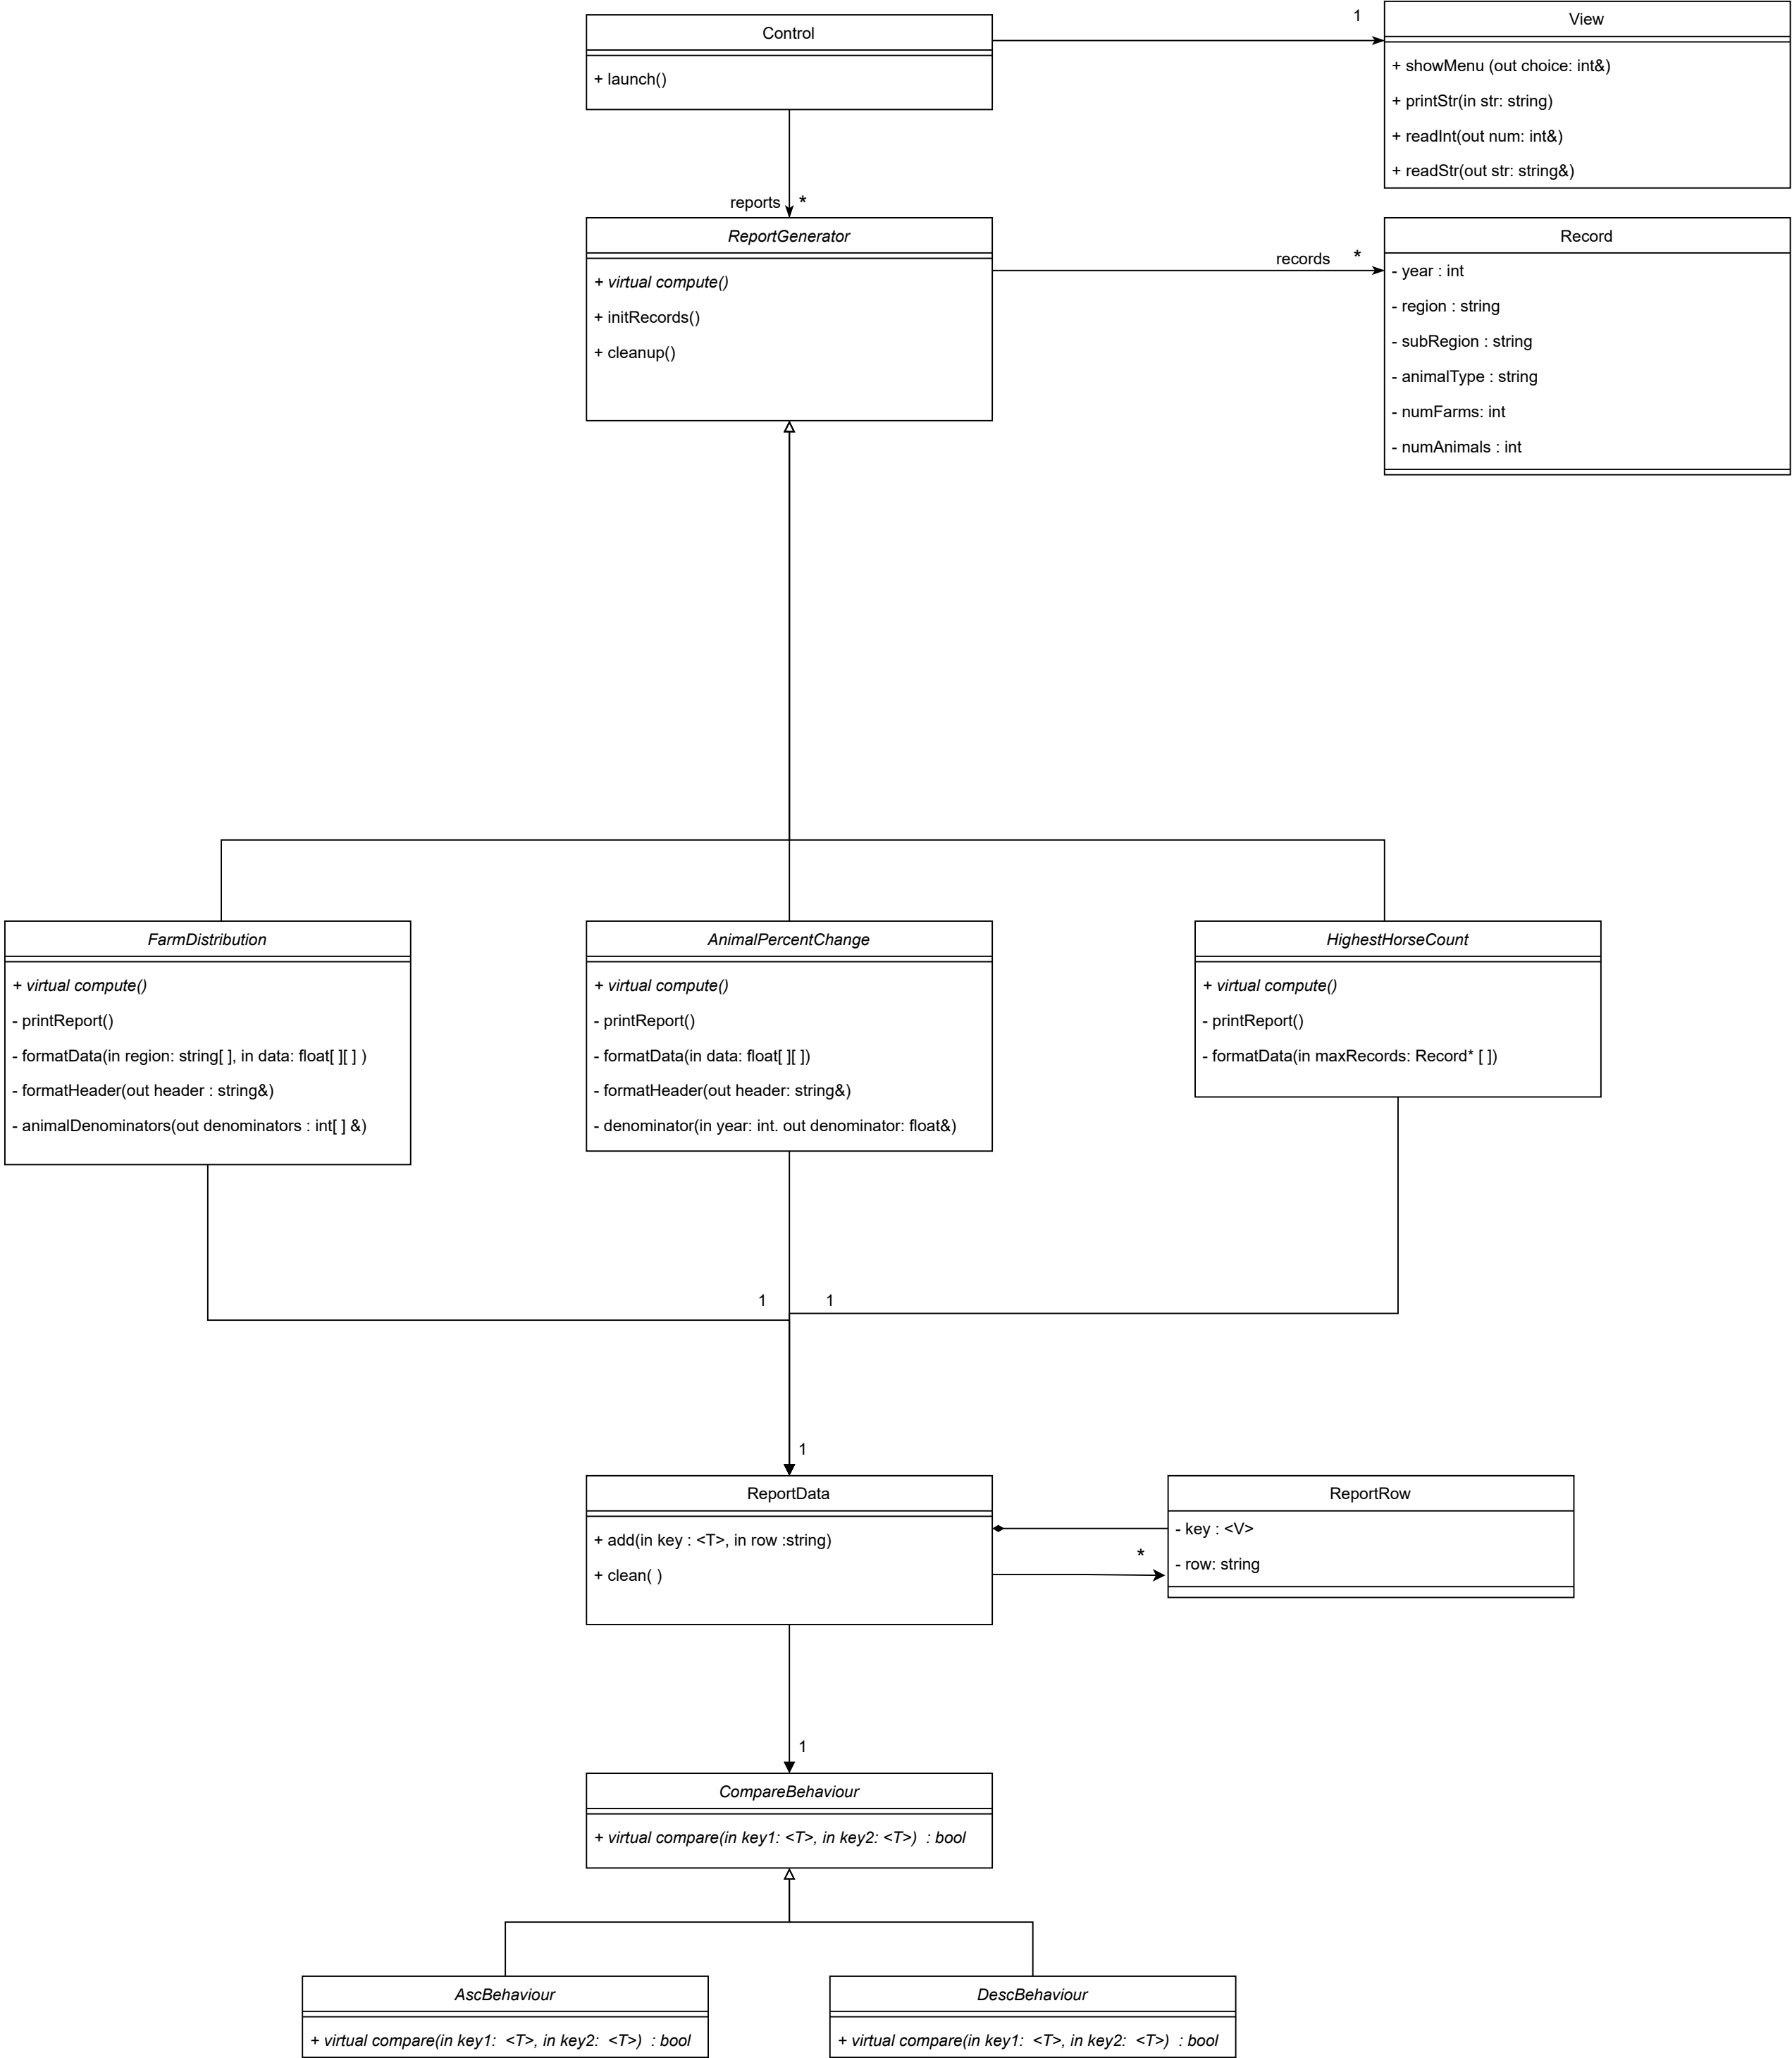 Control
+ launch()
1
View
+ showMenu (out choice: int&)
+ printStr(in str: string)
+ readInt(out num: int&)
+ readStr(out str: string&)
reports *
ReportGenerator
+ virtual compute()
+ initRecords()
+ cleanup()
records *
Record
- year : int
- region : string
- subRegion : string
- animalType : string
- numFarms: int
- numAnimals : int
FarmDistribution
+ virtual compute()
- printReport()
- formatData(in region: string[ ], in data: float[ ][ ] )
- formatHeader(out header : string&)
- animalDenominators(out denominators : int[ ] &)
AnimalPercentChange
+ virtual compute()
- printReport()
- formatData(in data: float[ ][ ])
- formatHeader(out header: string&)
- denominator(in year: int. out denominator: float&)
HighestHorseCount
+ virtual compute()
- printReport()
- formatData(in maxRecords: Record* [ ])
1
1
1
ReportData
+ add(in key : <T>, in row :string)
+ clean( )
*
ReportRow
- key : <V>
- row: string
1
CompareBehaviour
+ virtual compare(in key1: <T>, in key2: <T>) : bool
AscBehaviour
+ virtual compare(in key1: <T>, in key2: <T>) : bool
DescBehaviour
+ virtual compare(in key1: <T>, in key2: <T>) : bool